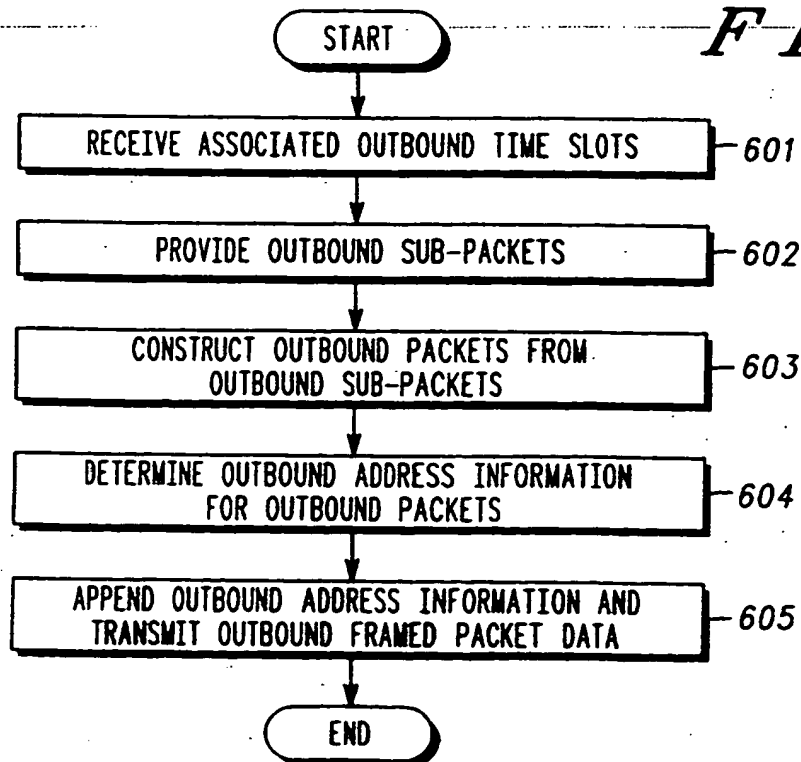 F
START
RECEIVE ASSOCIATED OUTBOUND TIME SLOTS
601
PROVIDE OUTBOUND SUB-PACKETS
602
CONSTRUCT OUTBOUND PACKETS FROM
OUTBOUND SUB-PACKETS
603
DETERMINE OUTBOUND ADDRESS INFORMATION
FOR OUTBOUND PACKETS
604
APPEND OUTBOUND ADDRESS INFORMATION AND
TRANSMIT OUTBOUND FRAMED PACKET DATA
605
END